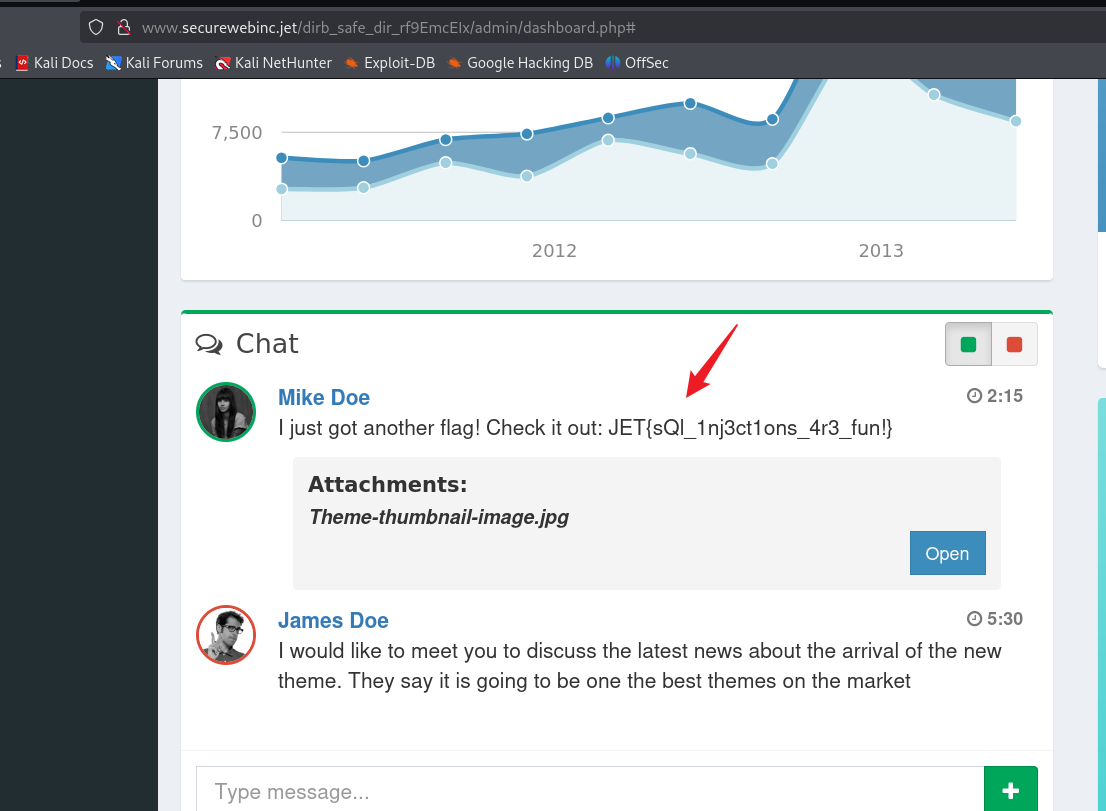 www.securewebinc.jet/dirb_safe_dir_rf9EmcEIx/admin/dashboard.php#
Kali Docs Kali Forums Kali NetHunter Exploit-DB Google Hacking DB OffSec
7,500
0
2012 2013
Chat
Mike Doe 2:15
I just got another flag! Check it out: JET{sQl_1nj3ct1ons_4r3_fun!}
Attachments:
Theme-thumbnail-image.jpg
Open
James Doe 5:30
I would like to meet you to discuss the latest news about the arrival of the new
theme. They say it is going to be one the best themes on the market
Type message...